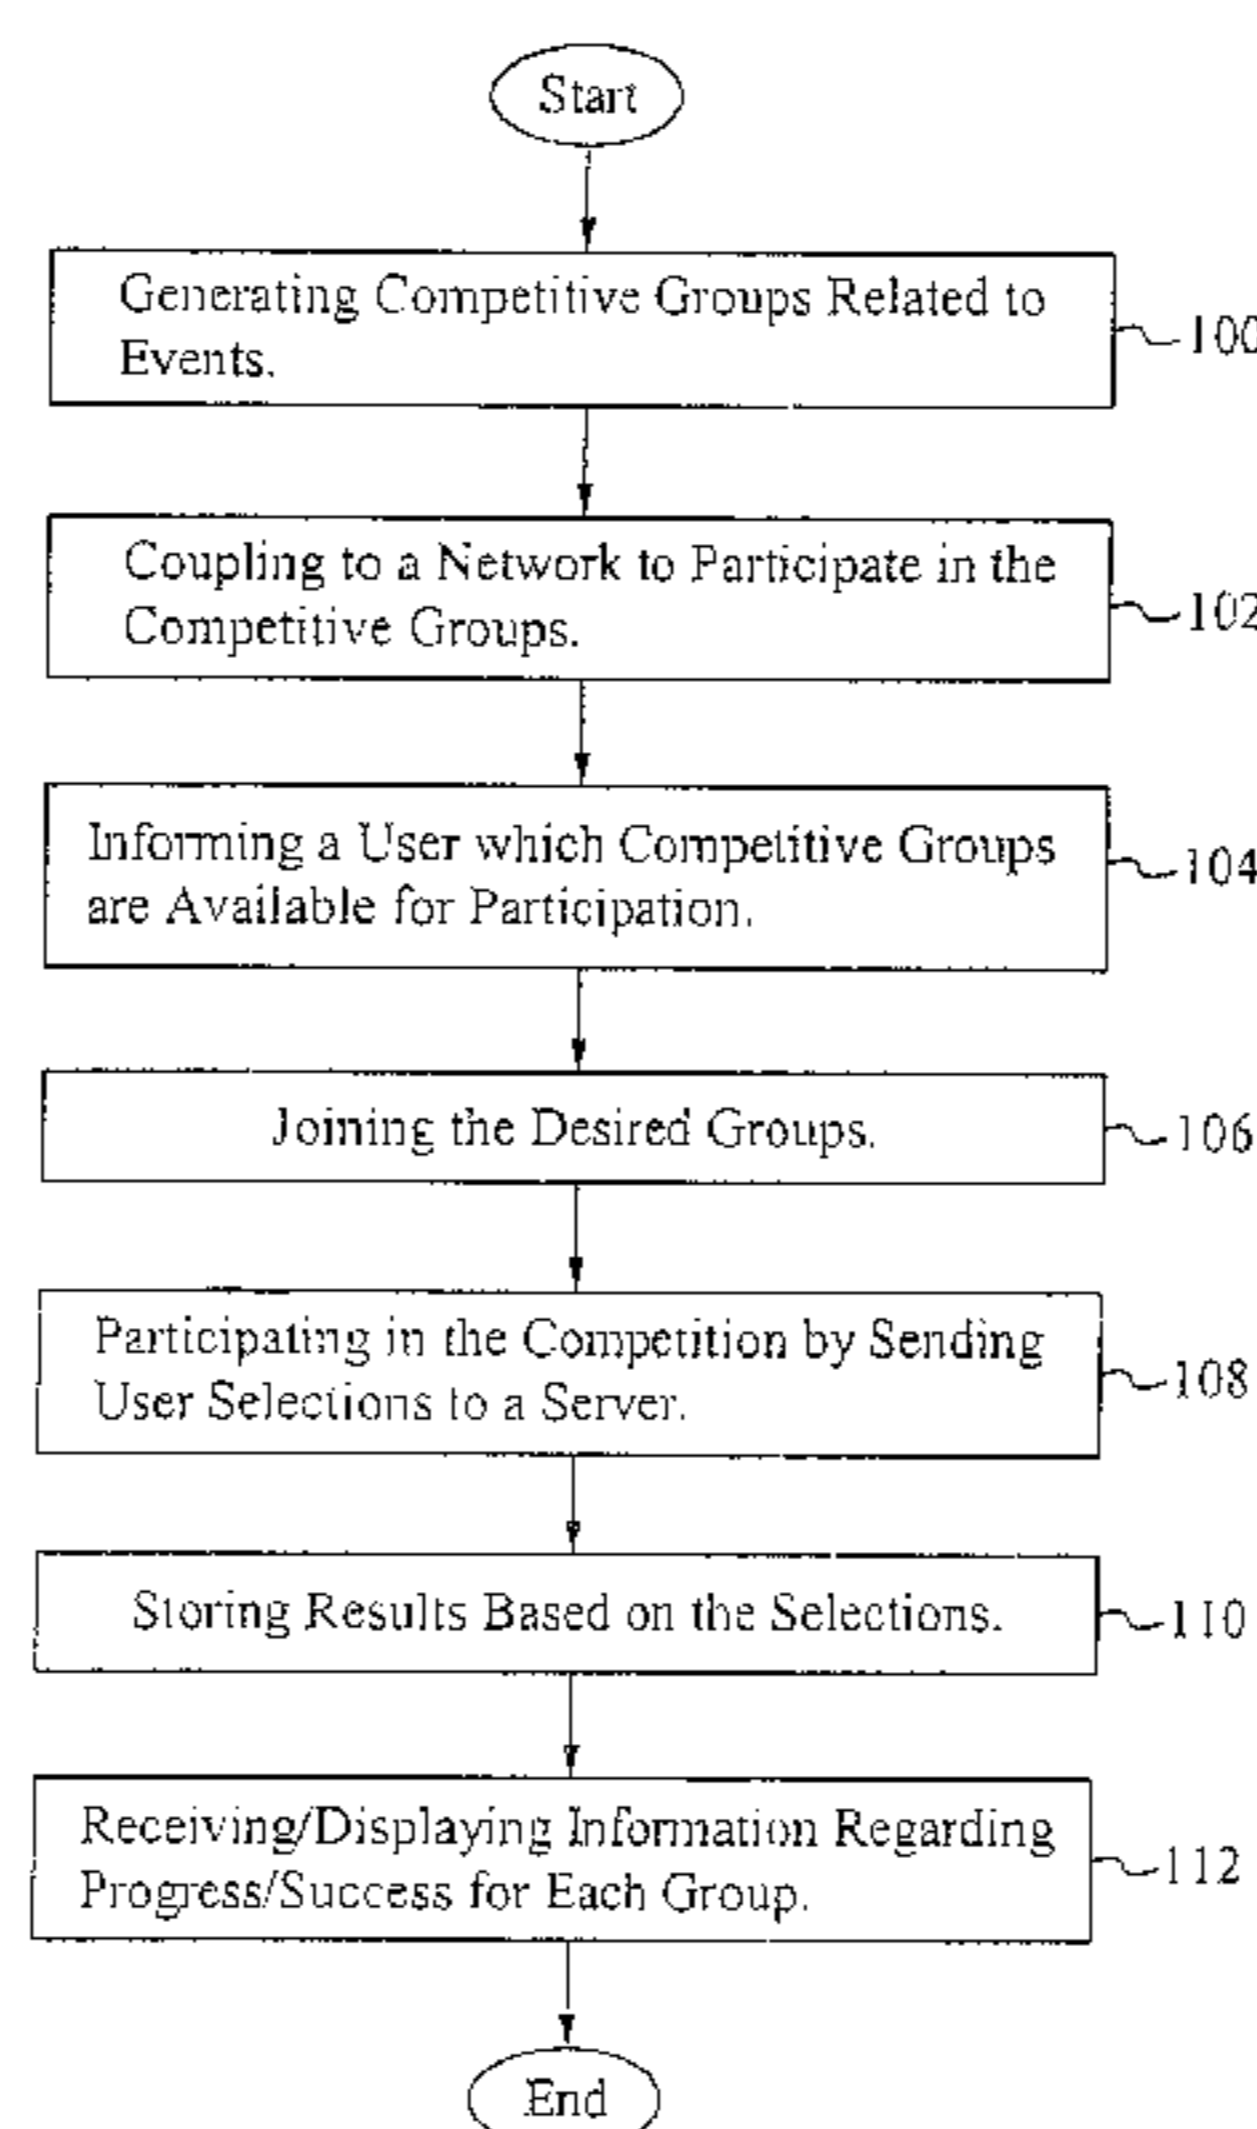 Start
Generating Competitive Groups Related to
Events.
100
Coupling to a Network to Participate in the
Competitive Groups.
102
Informing a User which Competitive Groups
are Available for Participation.
104
Joining the Desired Groups.
106
Participating in the Competition by Sending
User Selections to a Server.
108
Storing Results Based on the Selections.
110
Receiving/Displaying Information Regarding
Progress/Success for Each Group.
112
End